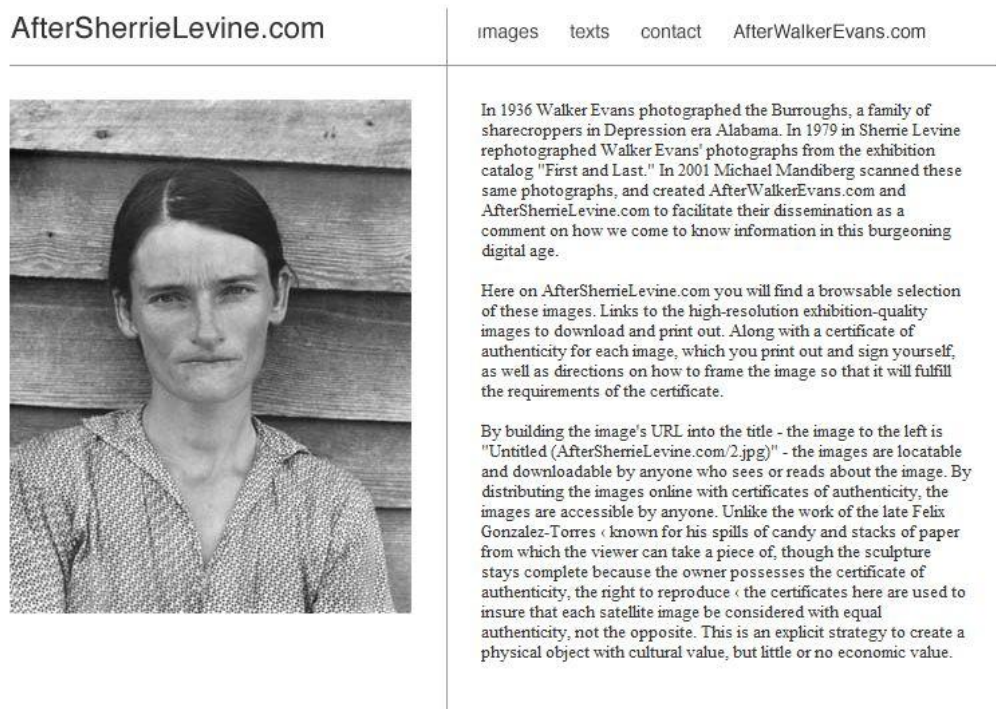 AfterSherrieLevine.com
images texts contact AfterWalkerEvans.com
In 1936 Walker Evans photographed the Burroughs, a family of
sharecroppers in Depression era Alabama. In 1979 in Sherrie Levine
rephotographed Walker Evans' photographs from the exhibition
catalog "First and Last." In 2001 Michael Mandiberg scanned these
same photographs, and created AfterWalkerEvans.com and
AfterSherrieLevine.com to facilitate their dissemination as a
comment on how we come to know information in this burgeoning
digital age.
Here on AfterSherrieLevine.com you will find a browsable selection
of these images. Links to the high-resolution exhibition-quality
images to download and print out. Along with a certificate of
authenticity for each image, which you print out and sign yourself,
as well as directions on how to frame the image so that it will fulfill
the requirements of the certificate.
By building the image's URL into the title - the image to the left is
"Untitled (AfterSherrieLevine.com/2.jpg)" - the images are locatable
and downloadable by anyone who sees or reads about the image. By
distributing the images online with certificates of authenticity, the
images are accessible by anyone. Unlike the work of the late Felix
Gonzalez-Torres ‹ known for his spills of candy and stacks of paper
from which the viewer can take a piece of, though the sculpture
stays complete because the owner possesses the certificate of
authenticity, the right to reproduce ‹ the certificates here are used to
insure that each satellite image be considered with equal
authenticity, not the opposite. This is an explicit strategy to create a
physical object with cultural value, but little or no economic value.